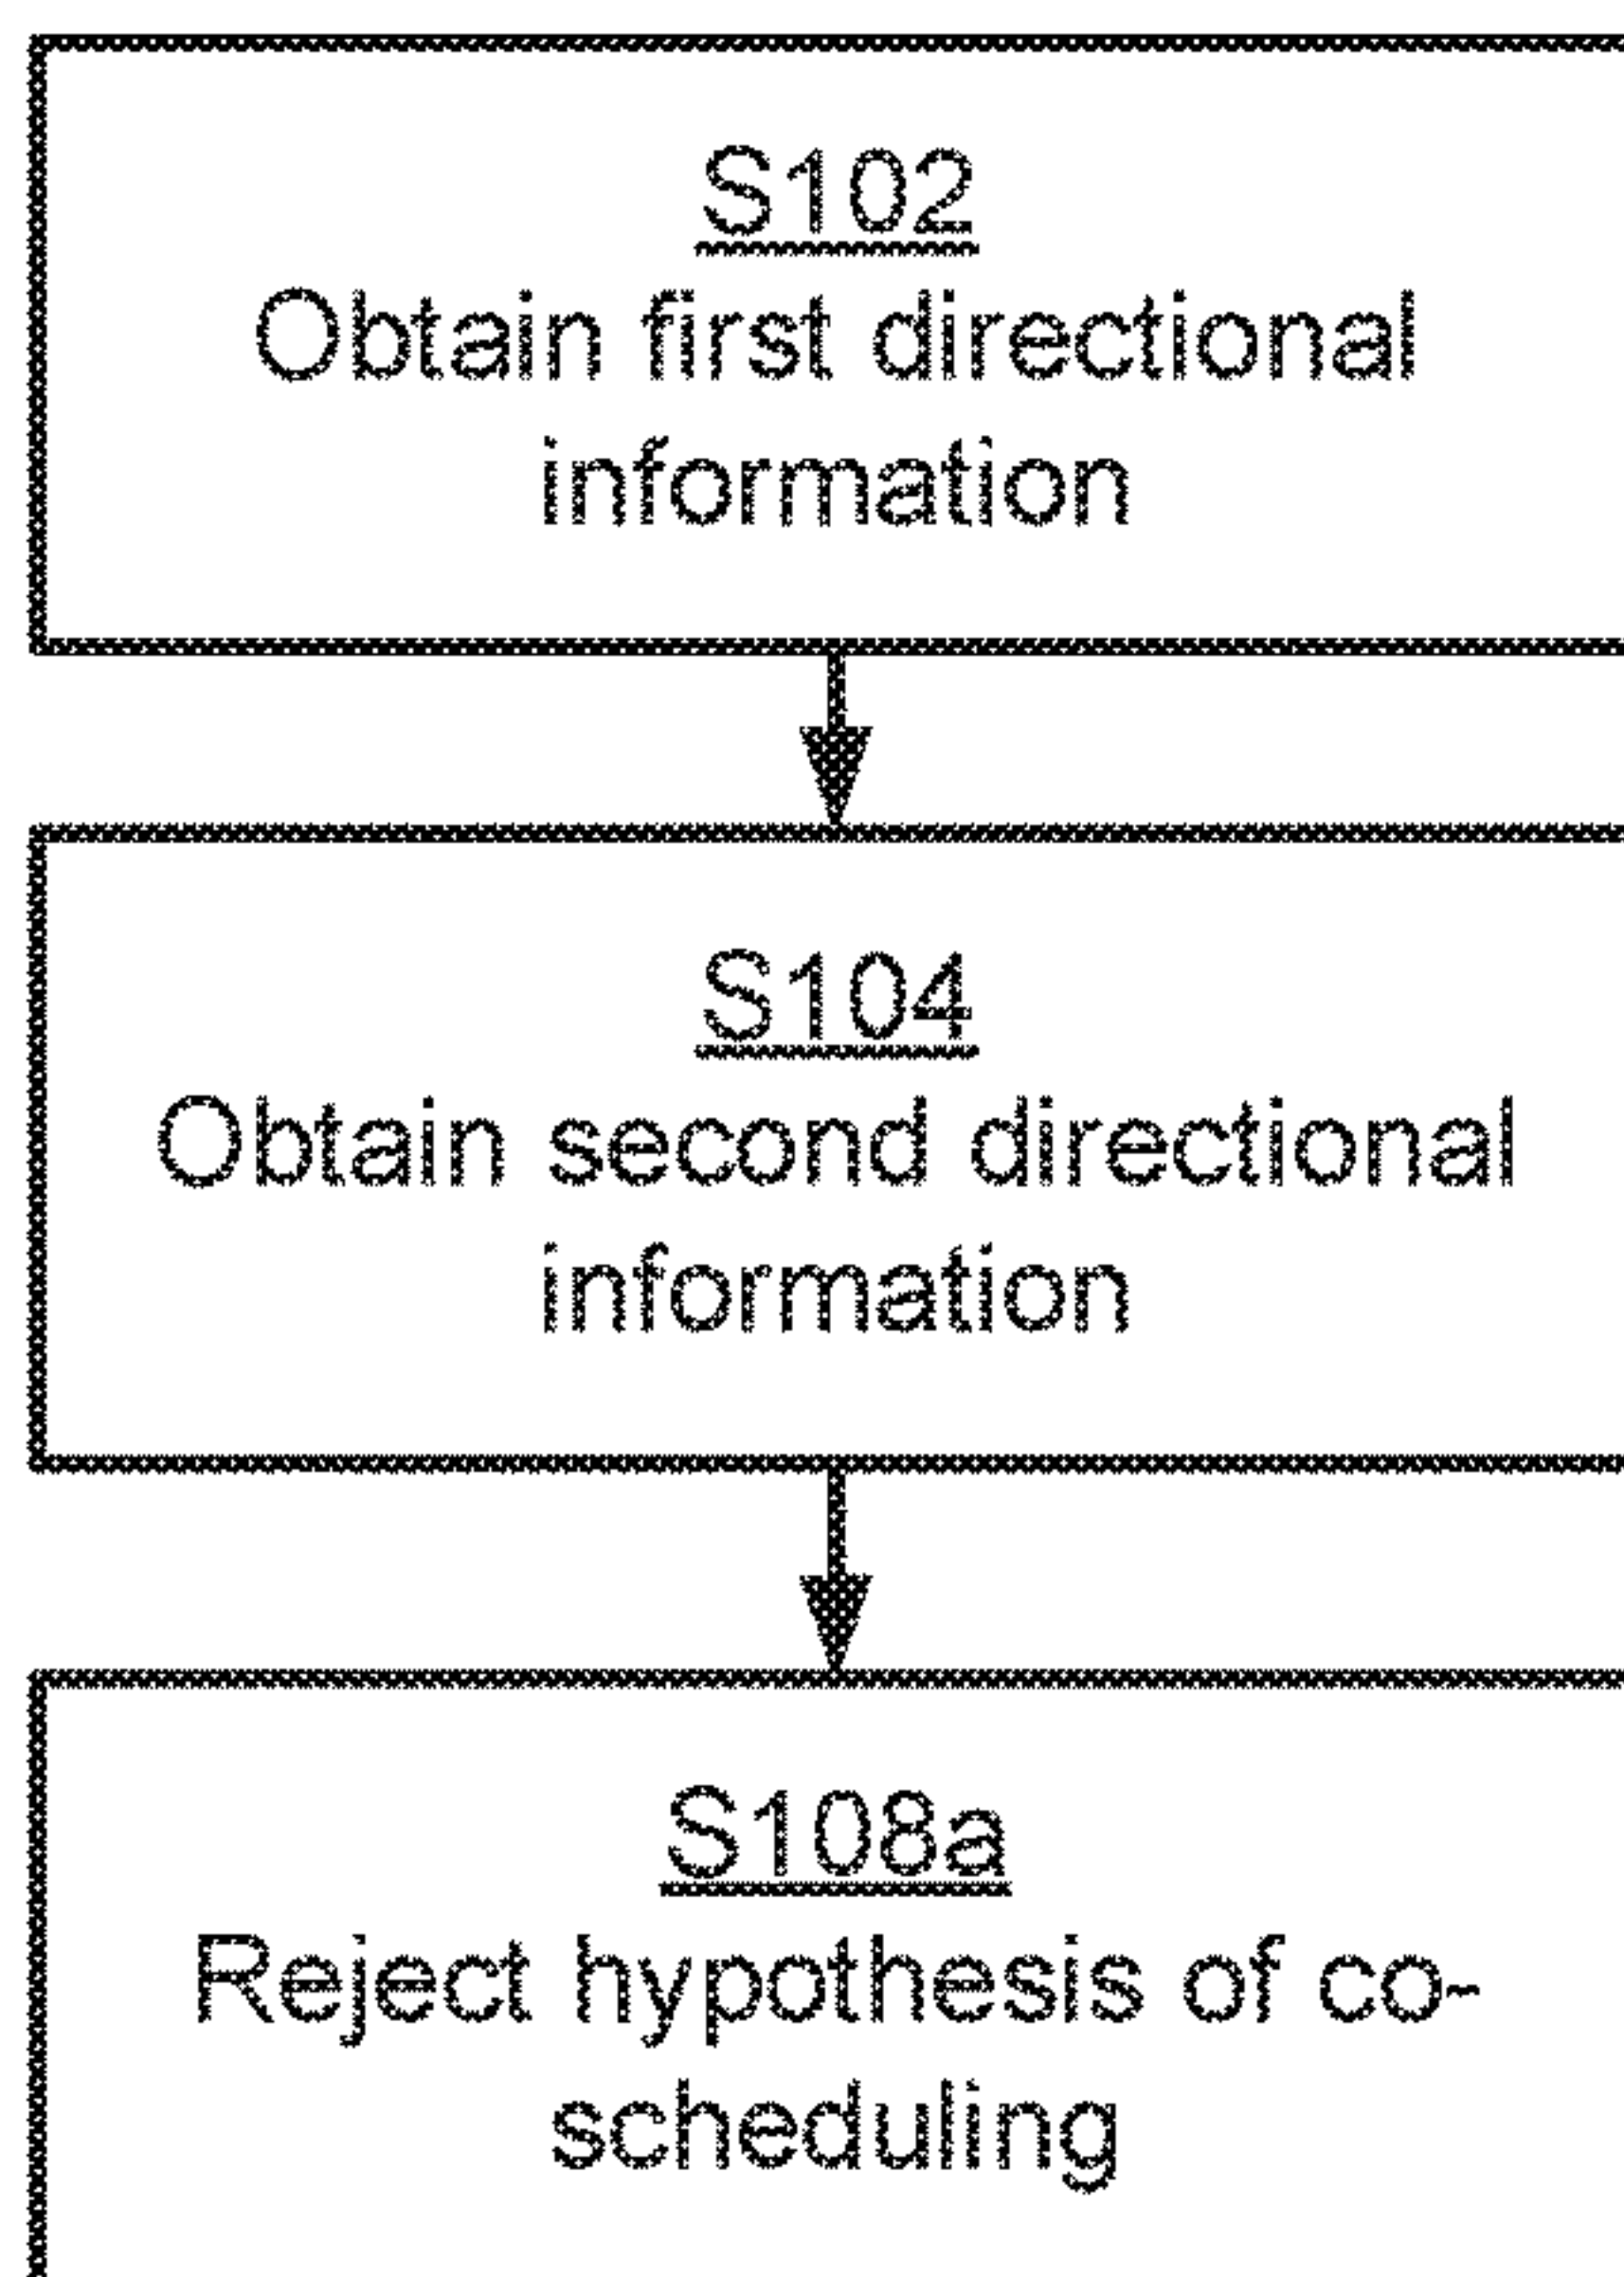 S102
Obtain first directional
information
S104
Obtain second directional
information
S108a
Reject hypothesis of co-
scheduling